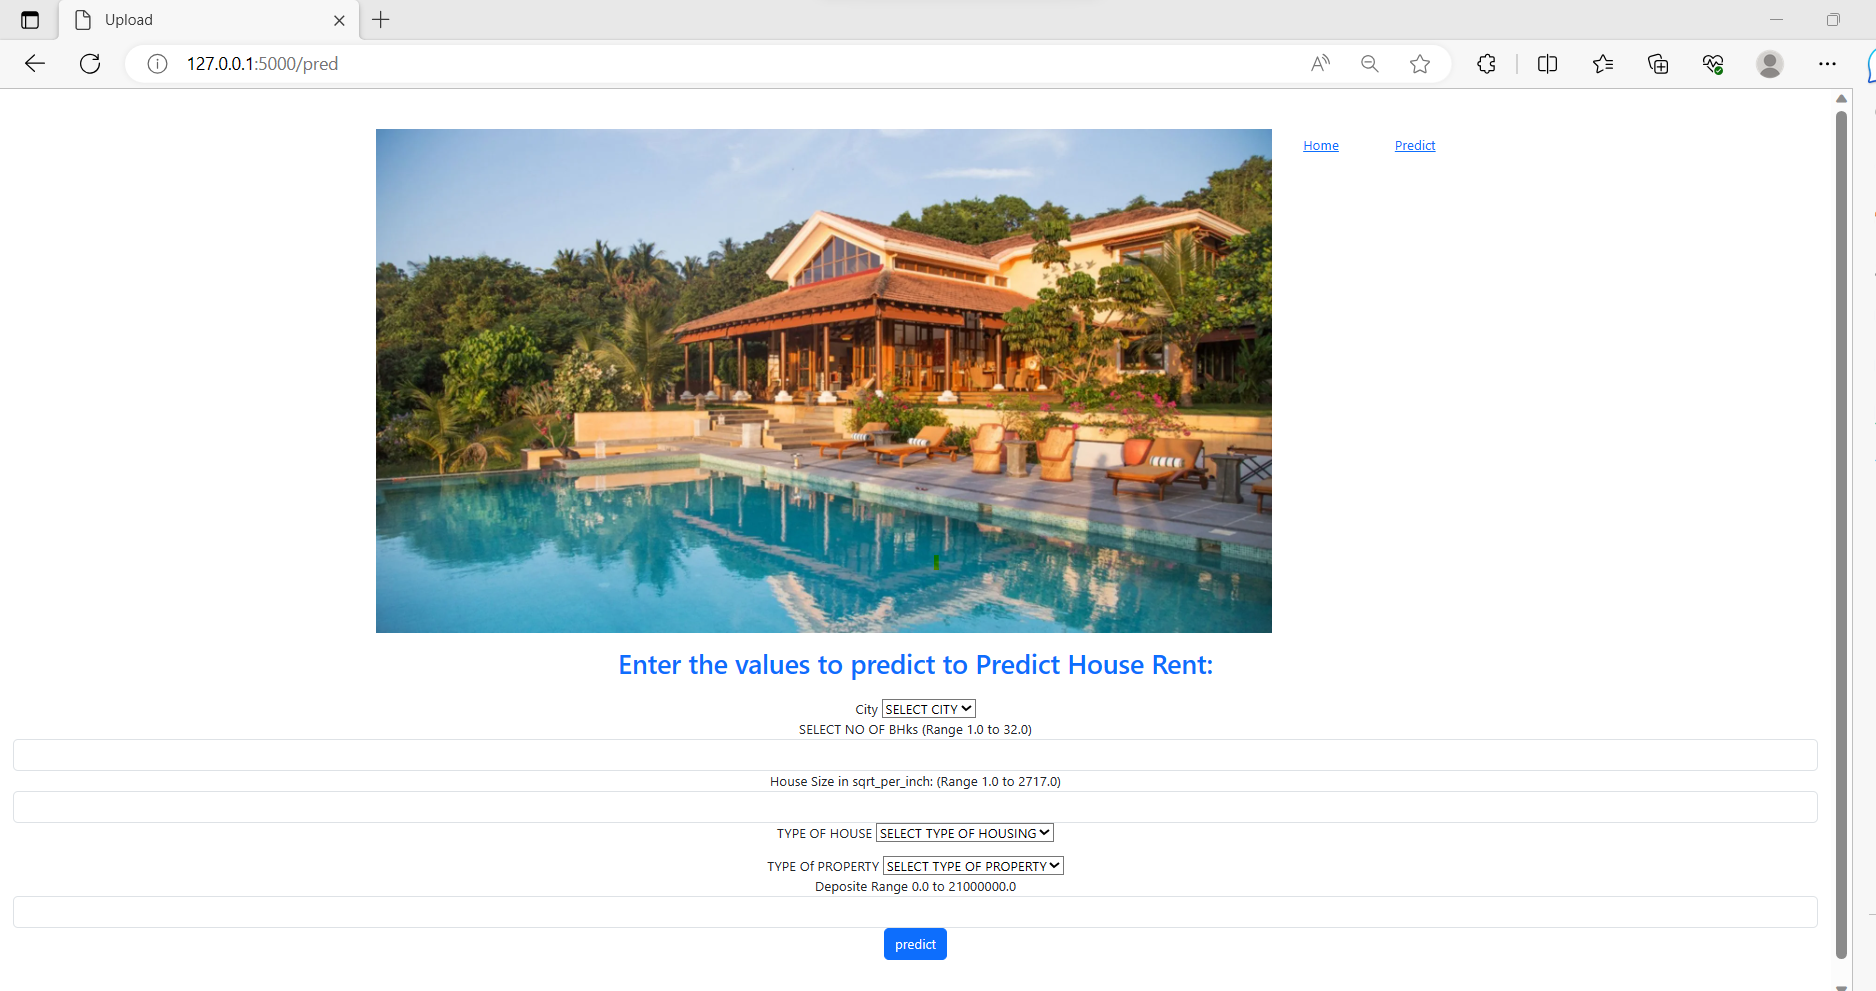 Upload
127.0.0.1:5000/pred
Home Predict
Enter the values to predict to Predict House Rent:
City SELECT CITY
SELECT NO OF BHks (Range 1.0 to 32.0)
House Size in sqrt_per_inch: (Range 1.0 to 2717.0)
TYPE OF HOUSE SELECT TYPE OF HOUSING
TYPE Of PROPERTY SELECT TYPE OF PROPERTY
Deposite Range 0.0 to 21000000.0
predict